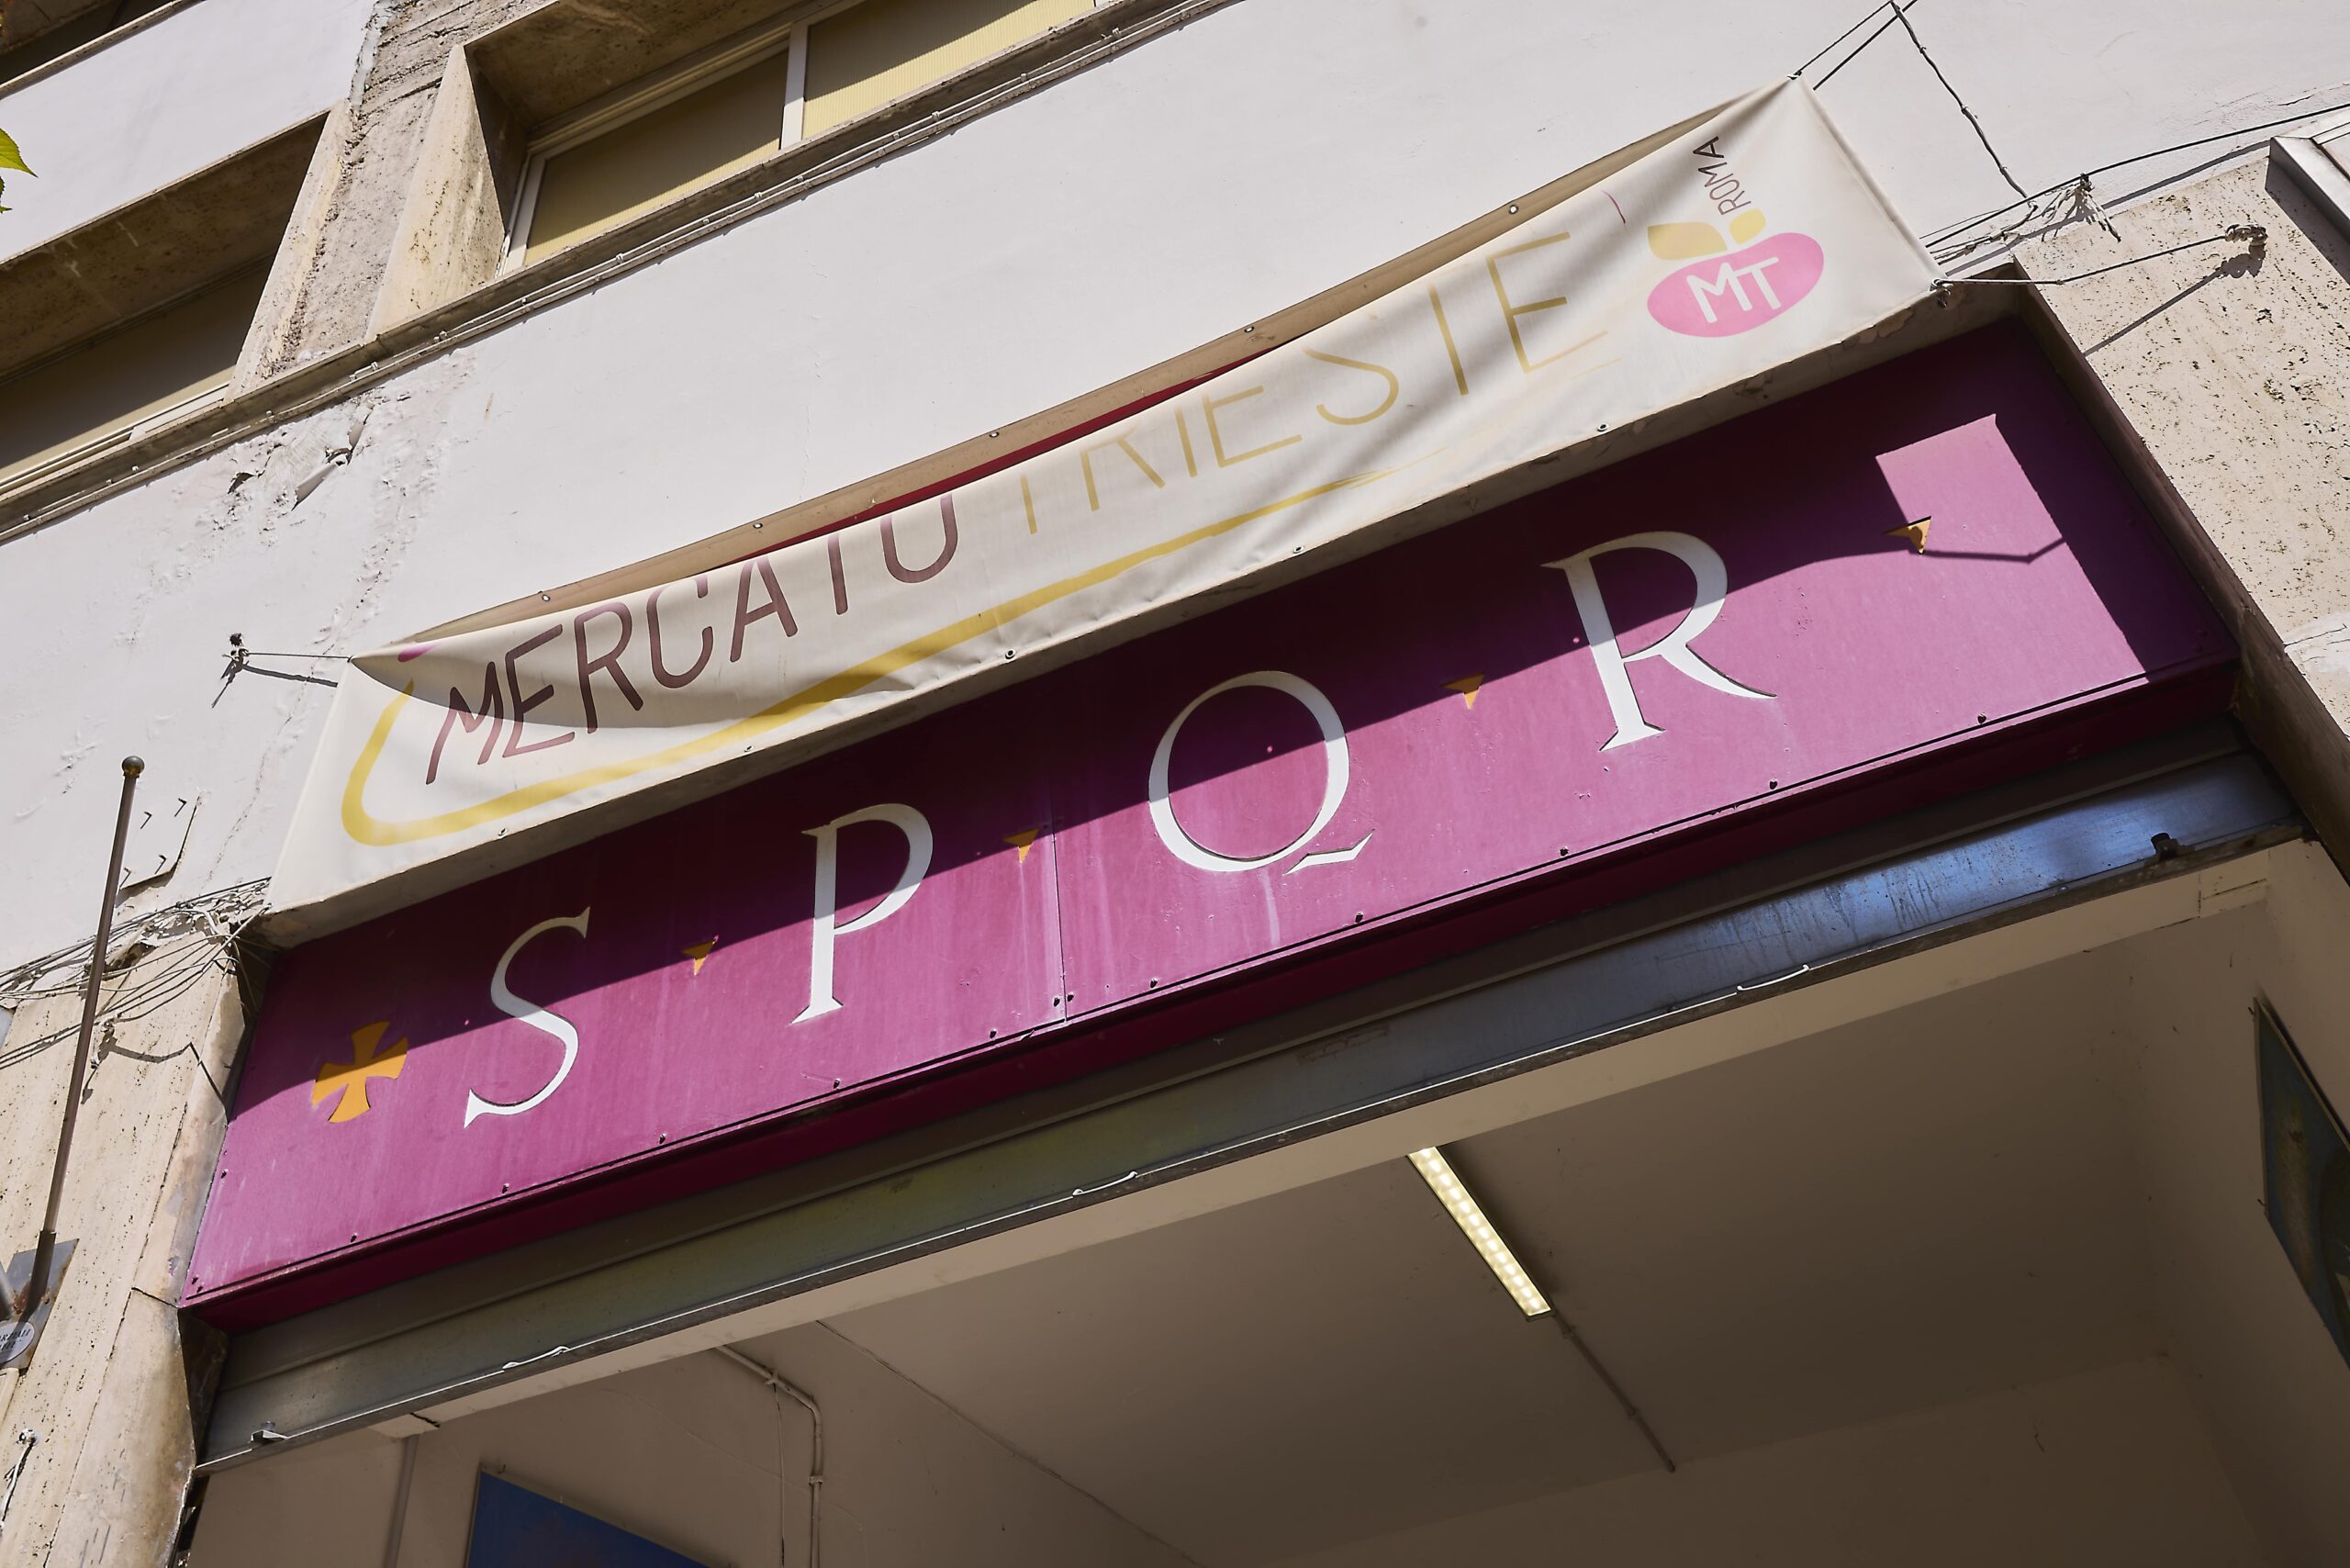 MERCATO TRIESTE
MT
ROMA
S P Q R